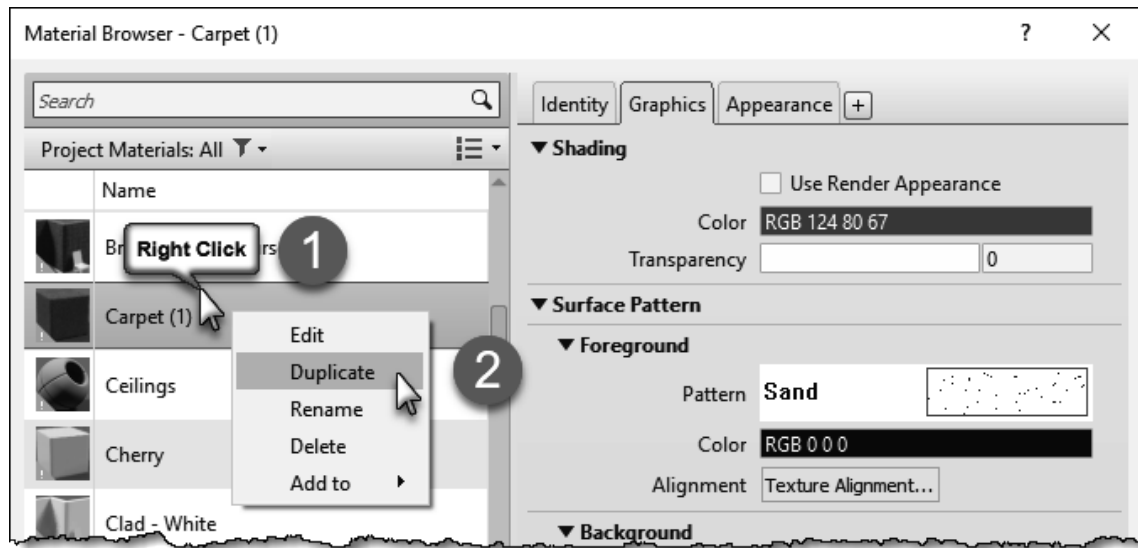 Material Browser - Carpet (1)
? ×
Search
Project Materials: All
Name
Right Click
1
Carpet (1)
Ceilings
Cherry
Clad - White
Edit
Duplicate
Rename
Delete
Add to
2
Identity Graphics Appearance +
Shading
Use Render Appearance
Color RGB 124 80 67
Transparency 0
Surface Pattern
Foreground
Pattern Sand
Color RGB 0 0 0
Alignment Texture Alignment...
Background